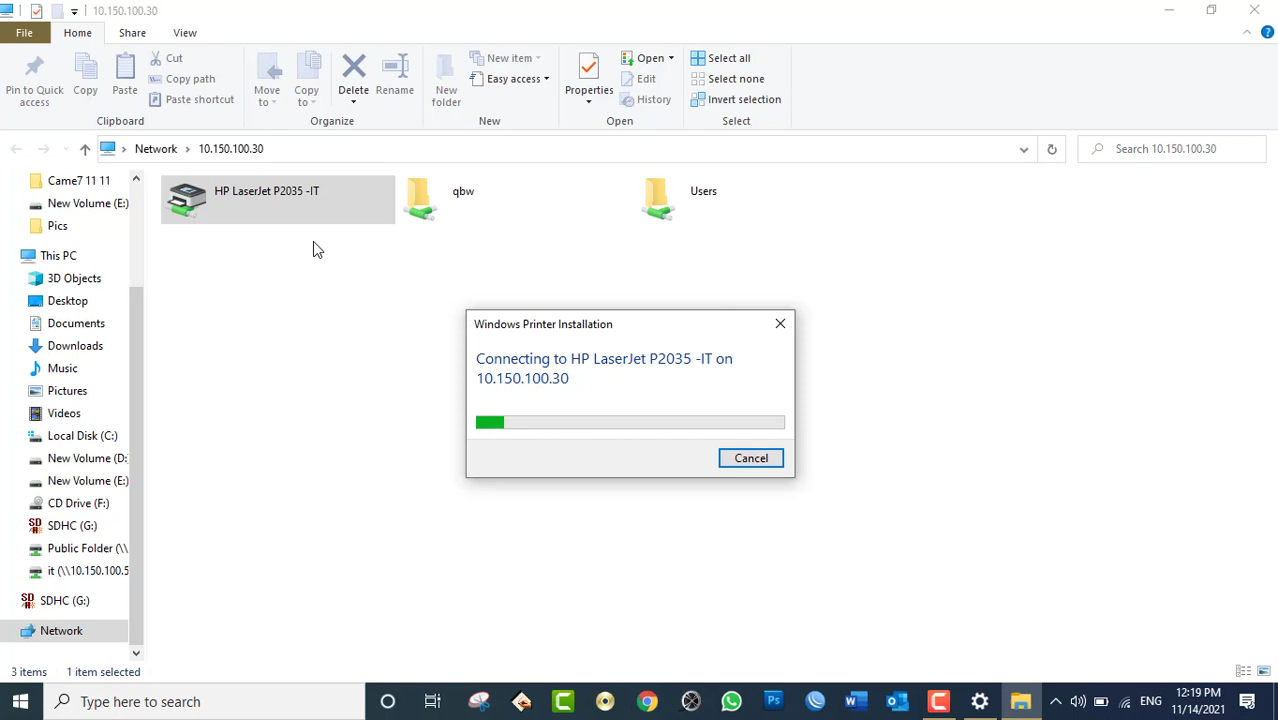 10.150.100.30
File Home Share View
Pin to Quick access
Copy
Paste
Cut
Copy path
Paste shortcut
Clipboard
Move to
Copy to
Delete
Rename
Organize
New folder
New item
Easy access
New
Properties
Open
Edit
History
Open
Select all
Select none
Invert selection
Select
Network > 10.150.100.30
Search 10.150.100.30
Came7 11 11
New Volume (E:)
Pics
This PC
3D Objects
Desktop
Documents
Downloads
Music
Pictures
Videos
Local Disk (C:)
New Volume (D:
New Volume (E:)
CD Drive (F:)
SDHC (G:)
Public Folder (\\
it (\\10.150.100.5
SDHC (G:)
Network
HP LaserJet P2035 -IT
qbw
Users
Windows Printer Installation
Connecting to HP LaserJet P2035 -IT on
10.150.100.30
Cancel
3 items 1 item selected
Type here to search
ENG
12:19 PM
11/14/2021